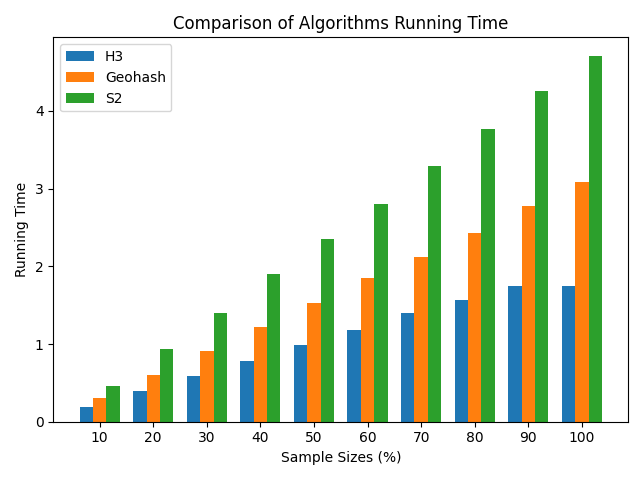 Comparison of Algorithms Running Time
H3
Geohash
S2
Running Time
4
3
2
1
0
10 20 30 40 50 60 70 80 90 100
Sample Sizes (%)